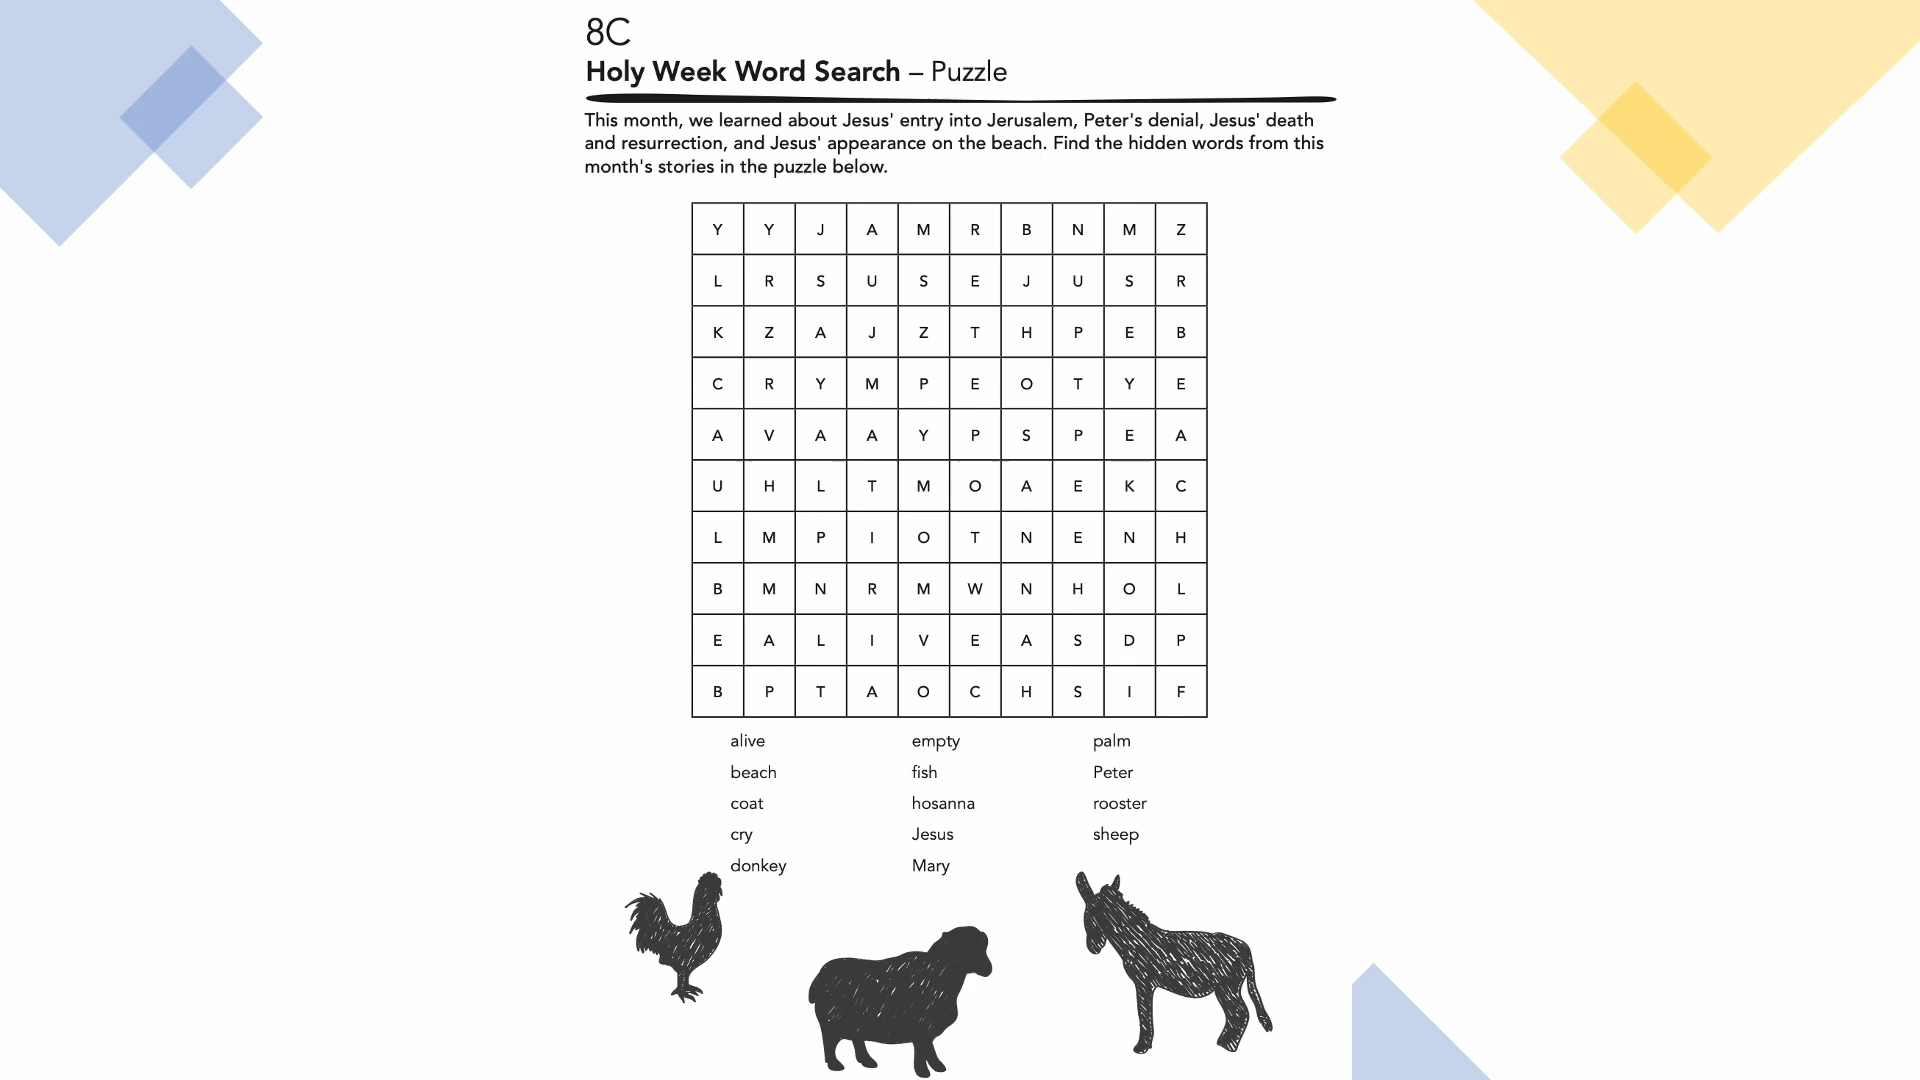 8C
Holy Week Word Search – Puzzle
This month, we learned about Jesus' entry into Jerusalem, Peter's denial, Jesus' death
and resurrection, and Jesus' appearance on the beach. Find the hidden words from this
month's stories in the puzzle below.
Y Y J A M R B N M Z
L R S U S E J U S R
K Z A J Z T H P E B
C R Y M P E O T Y E
A V A A Y P S P E A
U H L T M O A E K C
L M P I O T N E N H
B M N R M W N H O L
E A L I V E A S D P
B P T A O C H S I F
alive empty palm
beach fish Peter
coat hosanna rooster
cry Jesus sheep
donkey Mary